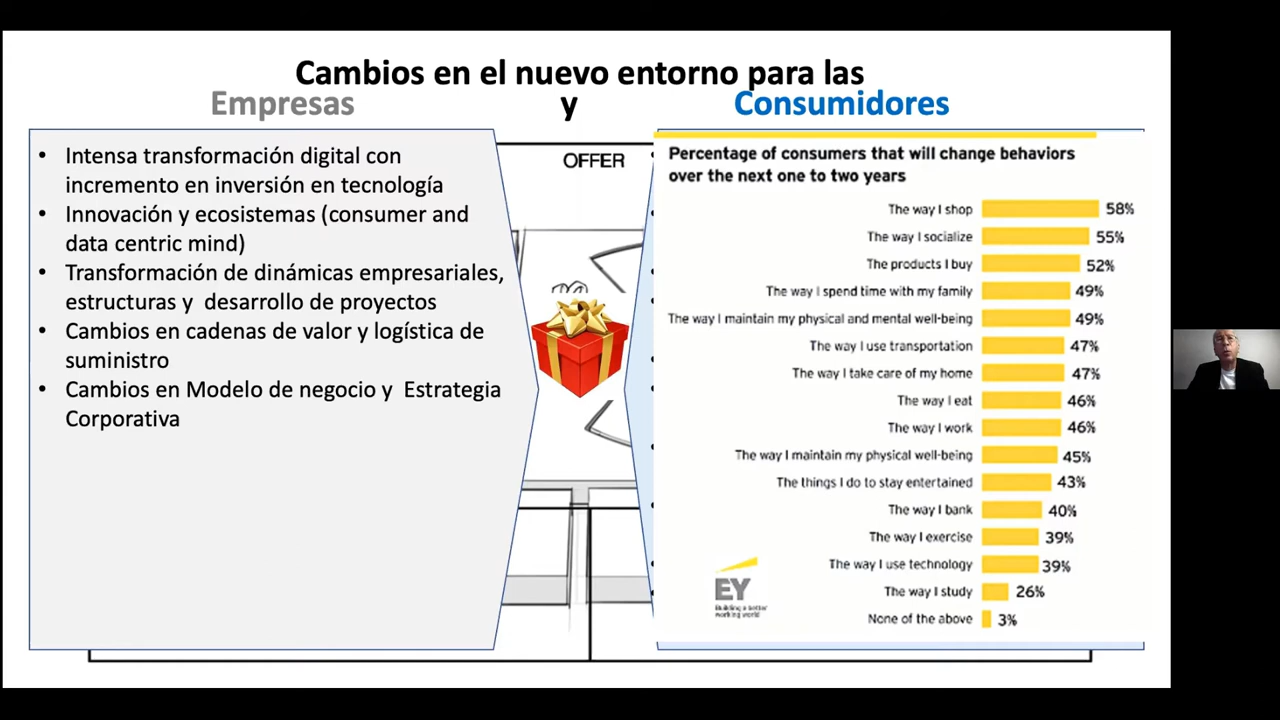 Cambios en el nuevo entorno para las
Empresas y Consumidores
• Intensa transformación digital con
incremento en inversión en tecnología
• Innovación y ecosistemas (consumer and
data centric mind)
• Transformación de dinámicas empresariales,
estructuras y desarrollo de proyectos
• Cambios en cadenas de valor y logística de
suministro
• Cambios en Modelo de negocio y Estrategia
Corporativa
OFFER
Percentage of consumers that will change behaviors
over the next one to two years
The way I shop 58%
The way I socialize 55%
The products I buy 52%
The way I spend time with my family 49%
The way I maintain my physical and mental well-being 49%
The way I use transportation 47%
The way I take care of my home 47%
The way I eat 46%
The way I work 46%
The way I maintain my physical well-being 45%
The things I do to stay entertained 43%
The way I bank 40%
The way I exercise 39%
The way I use technology 39%
The way I study 26%
None of the above 3%
EY
Building a better
working world